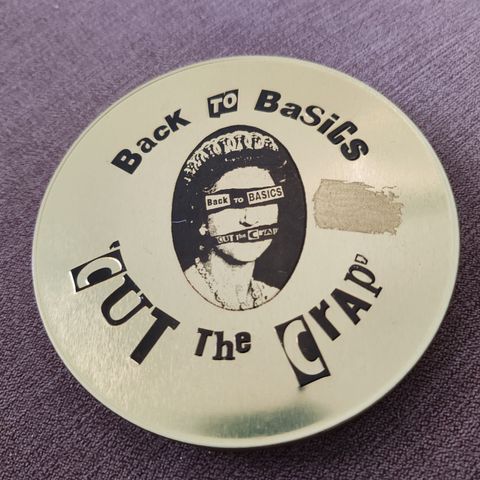 Back TO BaSiCs
Back TO BASICS
CUT The CrAP
"CUT The CrAP"